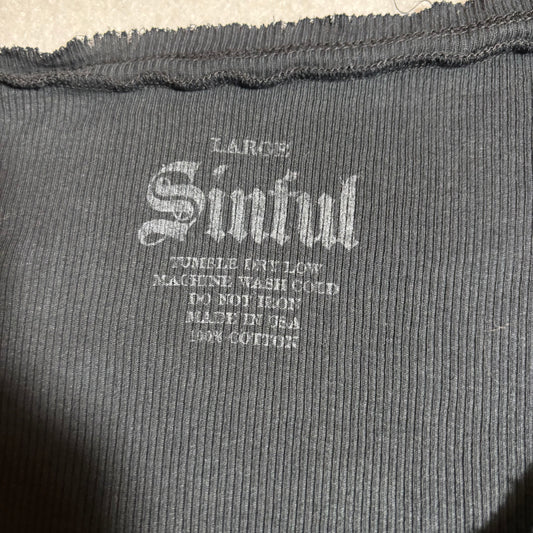 LARGE
Sinful
TUMBLE DRY LOW
MACHINE WASH COLD
DO NOT IRON
MADE IN USA
100% COTTON